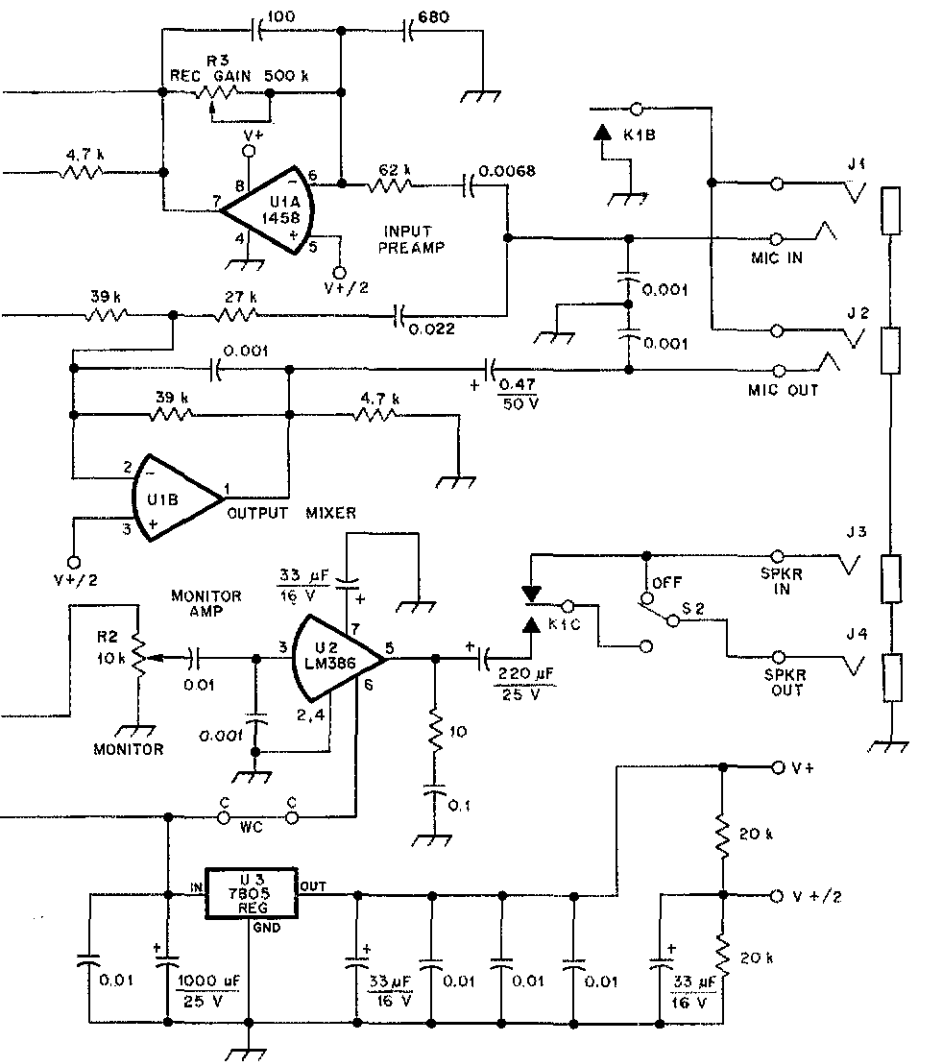 100
680
R3
REC GAIN 500 k
V+
4.7 k
8
6
−
7
U1A
1458
62 k
0.0068
4
+
5
INPUT
PREAMP
V+/2
K1B
J1
MIC IN
0.001
39 k
27 k
0.022
J2
0.001
0.001
+
0.47
50 V
MIC OUT
39 k
4.7 k
2
−
U1B
1
3
+
OUTPUT MIXER
V+/2
33 µF
16 V
+
MONITOR
AMP
J3
SPKR
IN
OFF
K1C
S2
R2
10 k
0.01
3
7
U2
LM386
5
6
+
220 µF
25 V
J4
SPKR
OUT
0.001
2,4
10
MONITOR
0.1
V+
C
C
WC
20 k
IN
U3
7805
REG
OUT
GND
V+/2
0.01
+
1000 uF
25 V
+
33 µF
16 V
0.01
0.01
0.01
+
33 µF
16 V
20 k